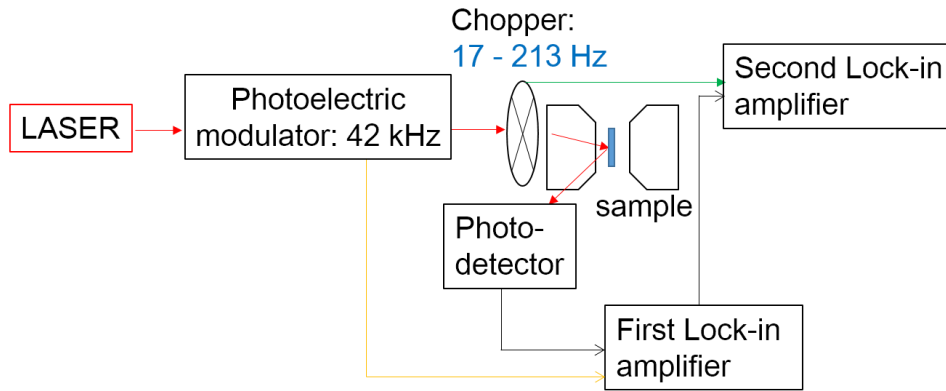 Chopper:
17 - 213 Hz
Second Lock-in
amplifier
Photoelectric
modulator: 42 kHz
LASER
sample
Photo-
detector
First Lock-in
amplifier